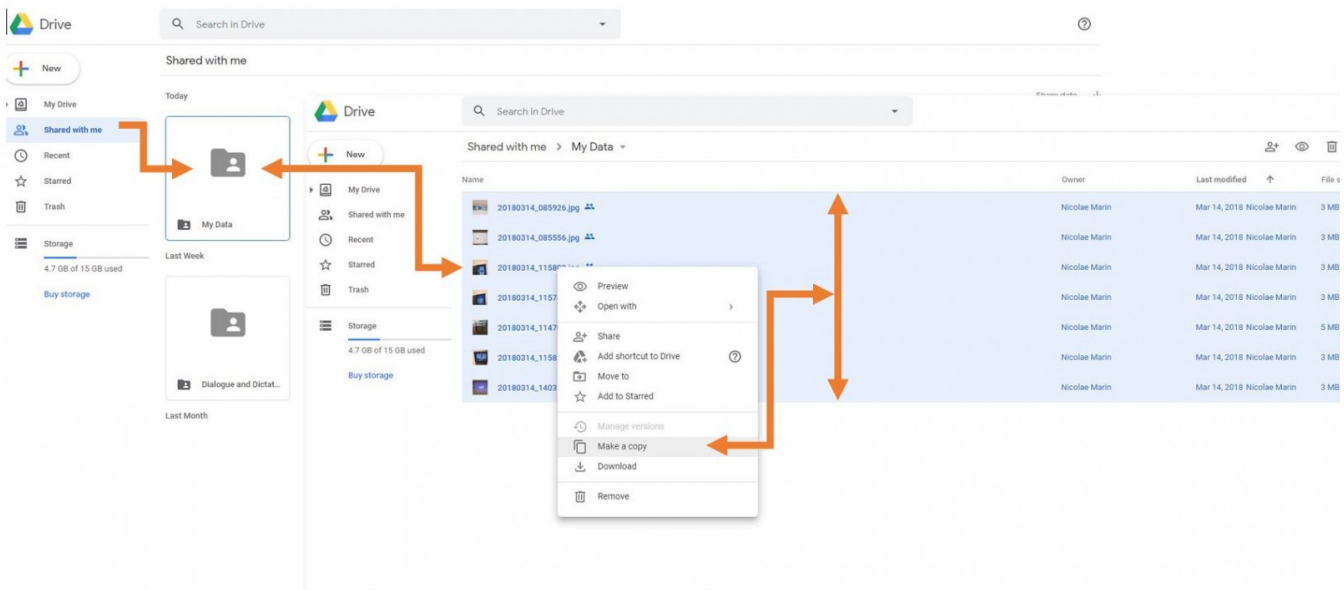 Drive
Search in Drive
New
Shared with me
My Drive
Shared with me
Recent
Starred
Trash
Storage
4.7 GB of 15 GB used
Buy storage
Today
My Data
Last Week
Dialogue and Dictat...
Last Month
Share date
Drive
Search in Drive
New
Shared with me > My Data
My Drive
Shared with me
Recent
Starred
Trash
Storage
4.7 GB of 15 GB used
Buy storage
Name Owner Last modified File s
20180314_085926.jpg Nicolae Marin Mar 14, 2018 Nicolae Marin 3 MB
20180314_085556.jpg Nicolae Marin Mar 14, 2018 Nicolae Marin 3 MB
Nicolae Marin Mar 14, 2018 Nicolae Marin 3 MB
20180314_1157 Nicolae Marin Mar 14, 2018 Nicolae Marin 3 MB
20180314_1147 Nicolae Marin Mar 14, 2018 Nicolae Marin 5 MB
20180314_1158 Nicolae Marin Mar 14, 2018 Nicolae Marin 3 MB
20180314_1403 Nicolae Marin Mar 14, 2018 Nicolae Marin 3 MB
Preview
Open with
Share
Add shortcut to Drive
Move to
Add to Starred
Manage versions
Make a copy
Download
Remove